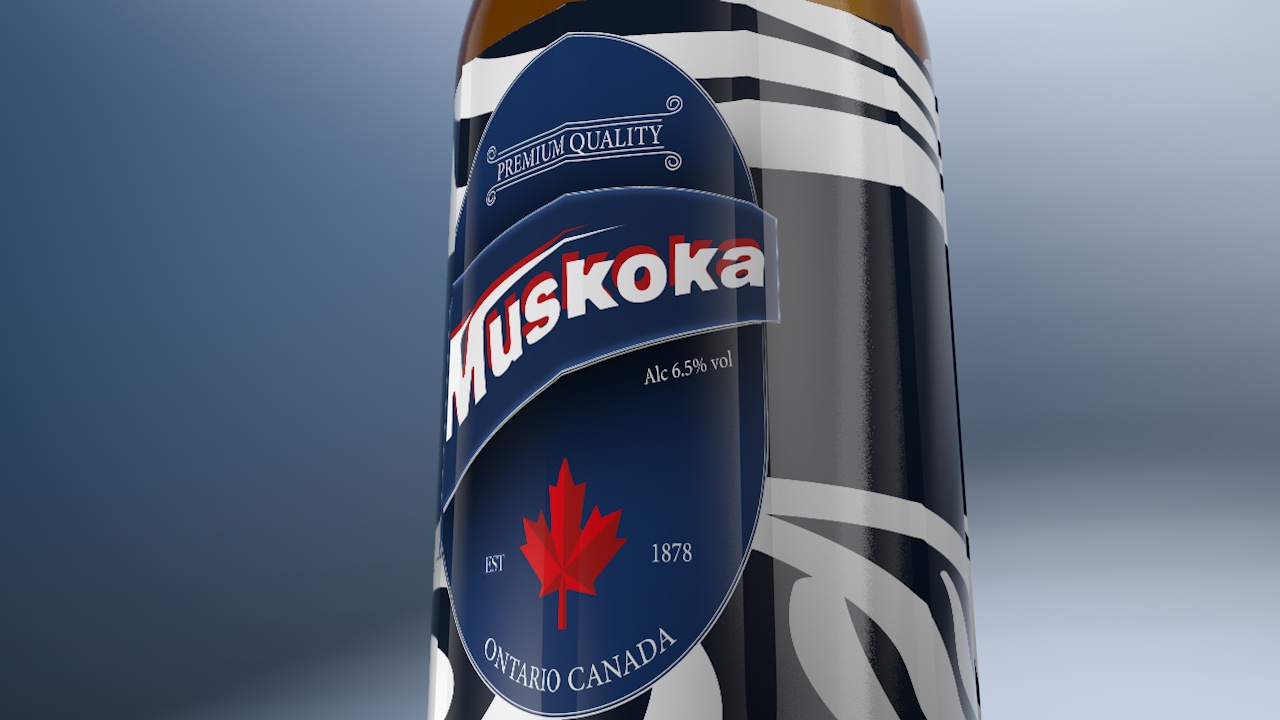 PREMIUM QUALITY
Muskoka
Alc 6.5% vol
EST 1878
ONTARIO CANADA